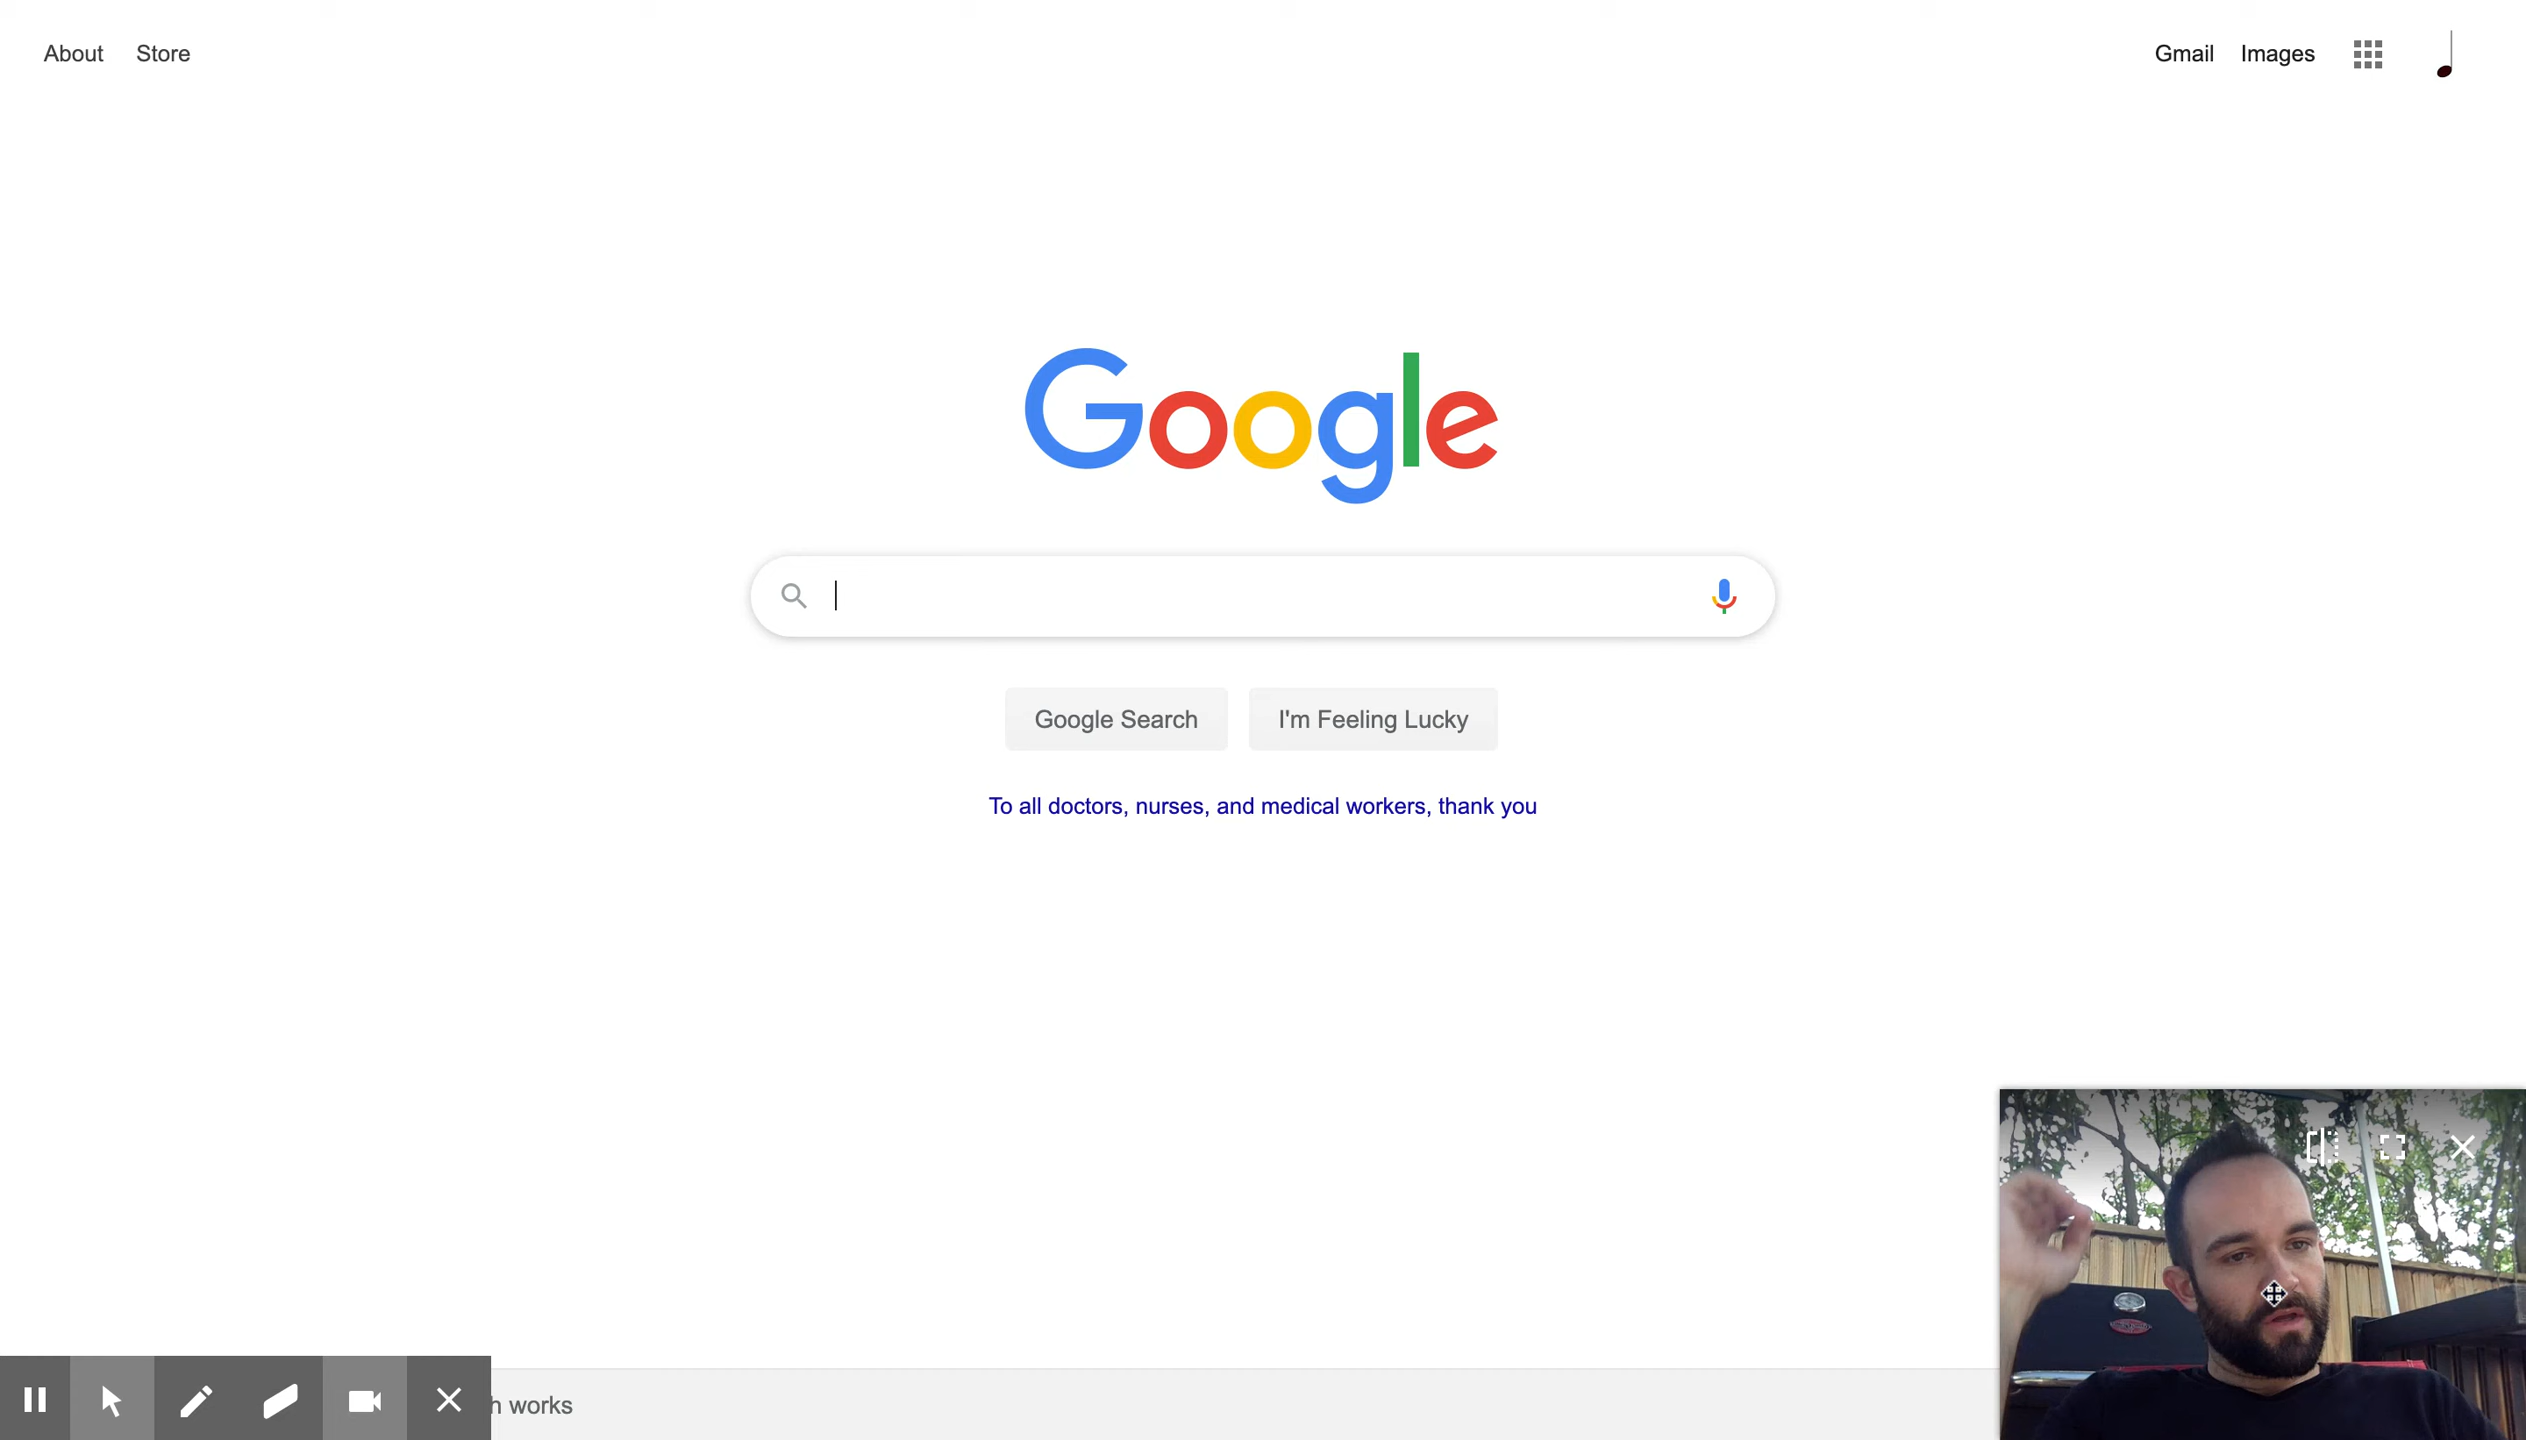 About Store
Gmail Images
Google
Google Search
I'm Feeling Lucky
To all doctors, nurses, and medical workers, thank you
h works